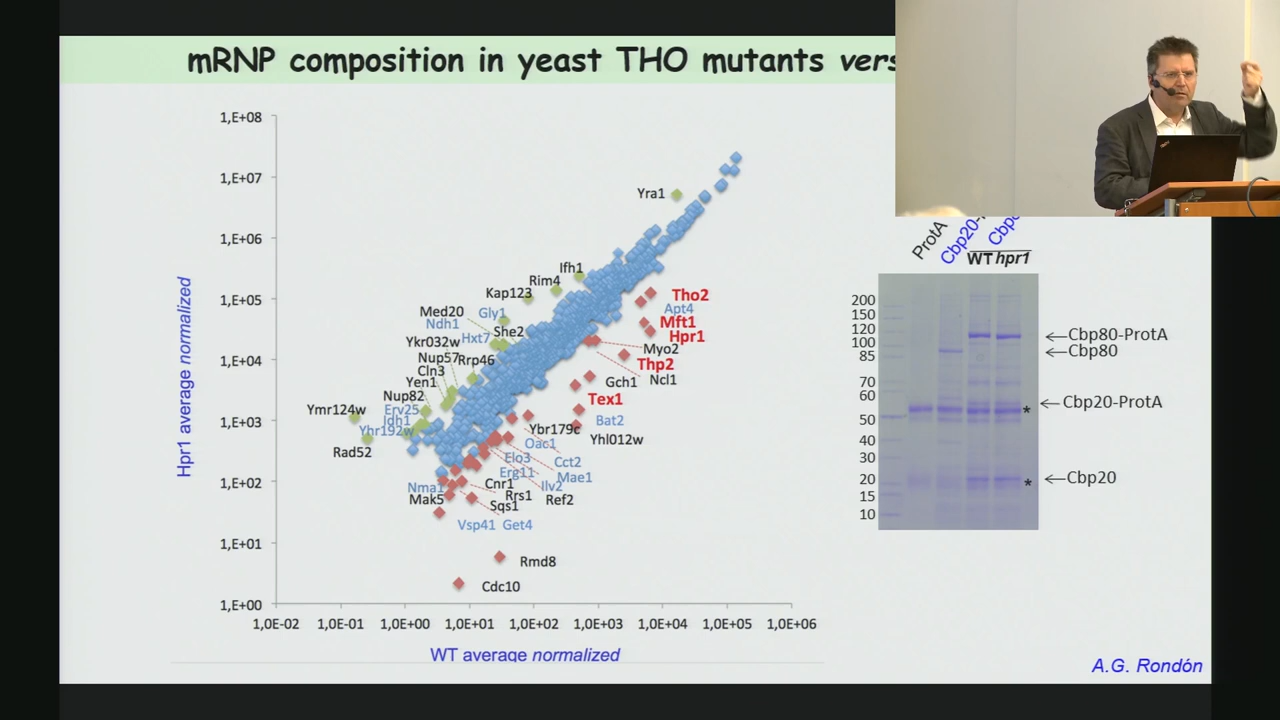 mRNP composition in yeast THO mutants vers
1,E+08
1,E+07
1,E+06
1,E+05
1,E+04
1,E+03
1,E+02
1,E+01
1,E+00
Hpr1 average normalized
Yra1
Ifh1
Rim4
Kap123
Med20
Gly1
Ndh1
She2
Hxt7
Ykr032w
Nup57
Rrp46
Cln3
Yen1
Nup82
Ymr124w
Erv25
Idh1
Yhr192w
Rad52
Tho2
Apt4
Mft1
Hpr1
Myo2
Thp2
Gch1
Ncl1
Tex1
Bat2
Ybr179c
Yhl012w
Oac1
Elo3
Cct2
Erg11
Mae1
Nma1
Cnr1
Ilv2
Mak5
Rrs1
Ref2
Sqs1
Vsp41
Get4
Rmd8
Cdc10
1,0E-02 1,0E-01 1,0E+00 1,0E+01 1,0E+02 1,0E+03 1,0E+04 1,0E+05 1,0E+06
WT average normalized
ProtA
Cbp20-
WT hpr1
200
150
120
100
85
70
60
50
40
30
20
15
10
Cbp80-ProtA
Cbp80
Cbp20-ProtA
*
Cbp20
*
A.G. Rondón